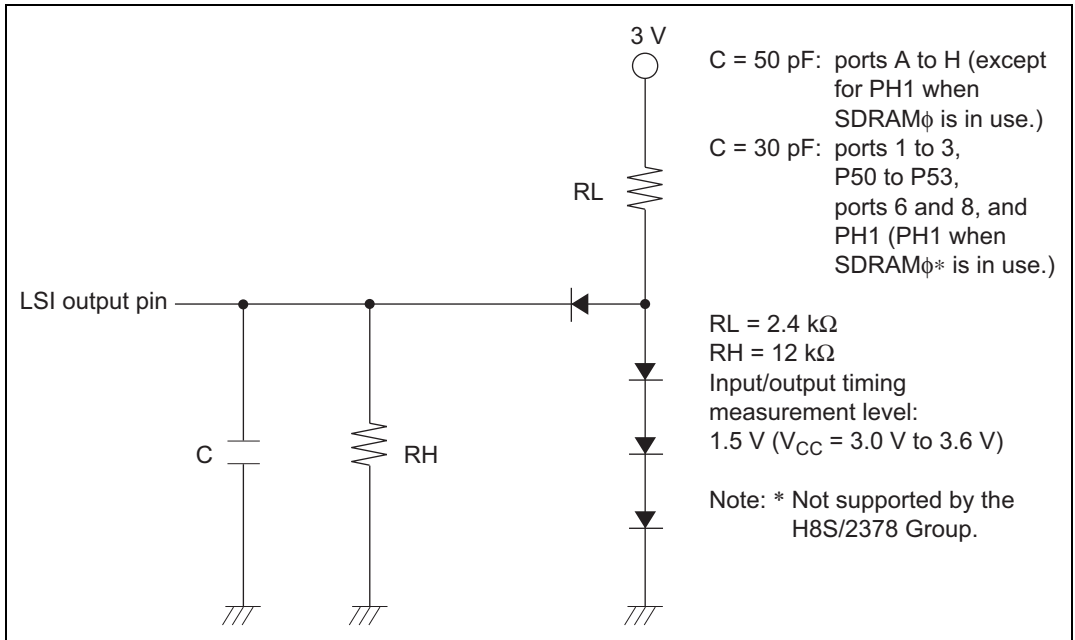 3 V
C = 50 pF: ports A to H (except
for PH1 when
SDRAMϕ is in use.)
C = 30 pF: ports 1 to 3,
P50 to P53,
ports 6 and 8, and
PH1 (PH1 when
SDRAMϕ* is in use.)
RL
LSI output pin
RL = 2.4 kΩ
RH = 12 kΩ
Input/output timing
measurement level:
1.5 V (VCC = 3.0 V to 3.6 V)
C
RH
Note: * Not supported by the
H8S/2378 Group.